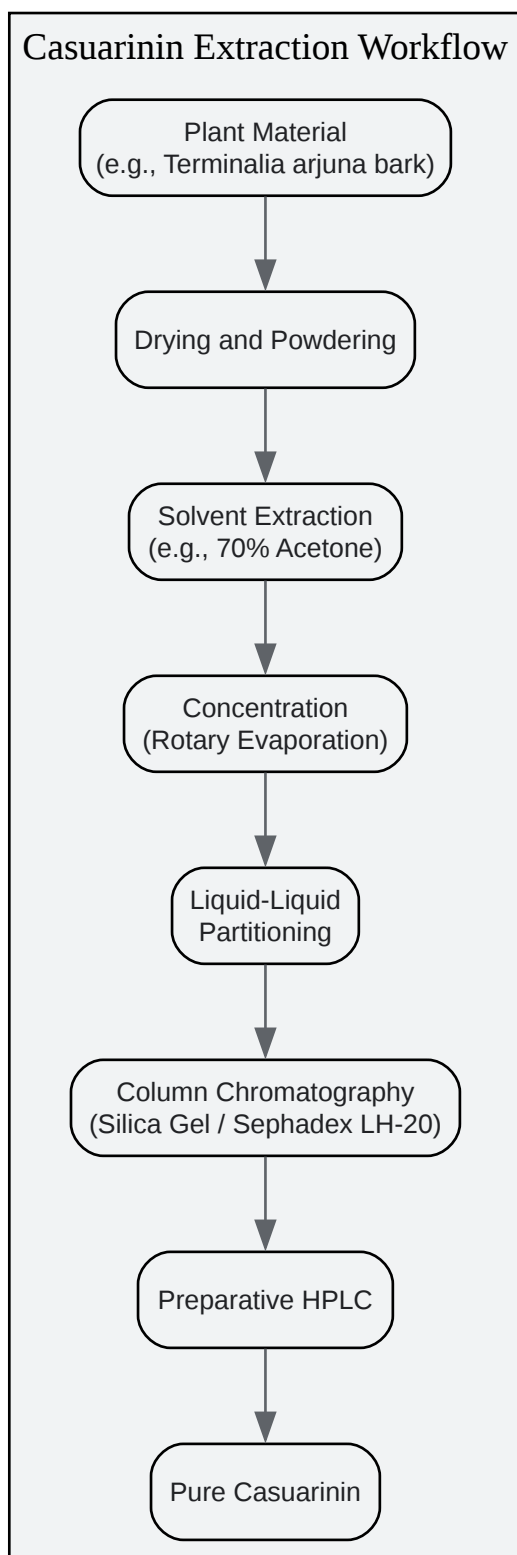 Casuarinin Extraction Workflow
Plant Material
(e.g., Terminalia arjuna bark)
Drying and Powdering
Solvent Extraction
(e.g., 70% Acetone)
Concentration
(Rotary Evaporation)
Liquid-Liquid
Partitioning
Column Chromatography
(Silica Gel / Sephadex LH-20)
Preparative HPLC
Pure Casuarinin